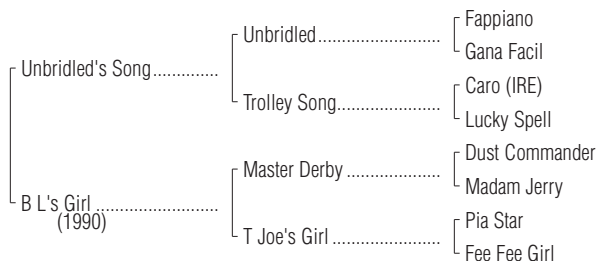 Fappiano
Unbridled
Gana Facil
Unbridled's Song
Caro (IRE)
Trolley Song
Lucky Spell
Dust Commander
Master Derby
Madam Jerry
B L's Girl
(1990)
Pia Star
T Joe's Girl
Fee Fee Girl